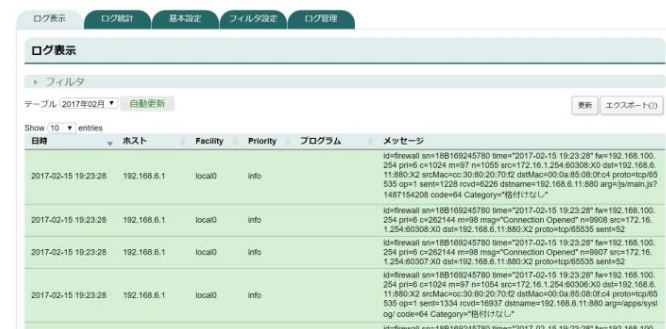 ログ表示
ログ統計
基本設定
フィルタ設定
ログ管理
ログ表示
フィルタ
テーブル 2017年02月 自動更新
更新
エクスポート(?)
Show 10 entries
日時 ホスト Facility Priority プログラム メッセージ
2017-02-15 19:23:28 192.168.6.1 local0 info
id=firewall sn=18B169245780 time="2017-02-15 19:23:28" fw=192.168.100.
254 pri=6 c=1024 m=97 n=1055 src=172.16.1.254:60308:X0 dst=192.168.6.
11:880:X2 srcMac=cc:30:80:20:70:f2 dstMac=00:0a:85:08:0f:c4 proto=tcp/65
535 op=1 sent=1228 rcvd=6226 dstname=192.168.6.11:880 arg=/js/main.js?
1487154208 code=64 Category="格付けなし"
2017-02-15 19:23:28 192.168.6.1 local0 info
id=firewall sn=18B169245780 time="2017-02-15 19:23:28" fw=192.168.100.
254 pri=6 c=262144 m=98 msg="Connection Opened" n=9908 src=172.16.
1.254:60308:X0 dst=192.168.6.11:880:X2 proto=tcp/65535 sent=52
2017-02-15 19:23:28 192.168.6.1 local0 info
id=firewall sn=18B169245780 time="2017-02-15 19:23:28" fw=192.168.100.
254 pri=6 c=262144 m=98 msg="Connection Opened" n=9907 src=172.16.
1.254:60307:X0 dst=192.168.6.11:880:X2 proto=tcp/65535 sent=52
2017-02-15 19:23:28 192.168.6.1 local0 info
id=firewall sn=18B169245780 time="2017-02-15 19:23:28" fw=192.168.100.
254 pri=6 c=1024 m=97 n=1054 src=172.16.1.254:60306:X0 dst=192.168.6.
11:880:X2 srcMac=cc:30:80:20:70:f2 dstMac=00:0a:85:08:0f:c4 proto=tcp/65
535 op=1 sent=1334 rcvd=16937 dstname=192.168.6.11:880 arg=/apps/sysl
og/ code=64 Category="格付けなし"
id=firewall sn=18B169245780 time="2017-02-15 19:23:28" fw=192.168.100.